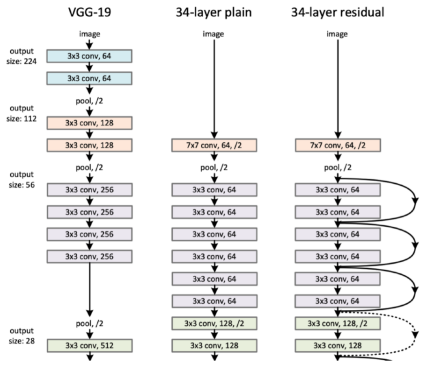 VGG-19
34-layer plain
34-layer residual
image
image
image
output
size: 224
3x3 conv, 64
3x3 conv, 64
pool, /2
output
size: 112
3x3 conv, 128
3x3 conv, 128
7x7 conv, 64, /2
7x7 conv, 64, /2
pool, /2
pool, /2
pool, /2
output
size: 56
3x3 conv, 256
3x3 conv, 64
3x3 conv, 64
3x3 conv, 256
3x3 conv, 64
3x3 conv, 64
3x3 conv, 256
3x3 conv, 64
3x3 conv, 64
3x3 conv, 256
3x3 conv, 64
3x3 conv, 64
3x3 conv, 64
3x3 conv, 64
3x3 conv, 64
3x3 conv, 64
output
size: 28
pool, /2
3x3 conv, 128, /2
3x3 conv, 128, /2
3x3 conv, 512
3x3 conv, 128
3x3 conv, 128